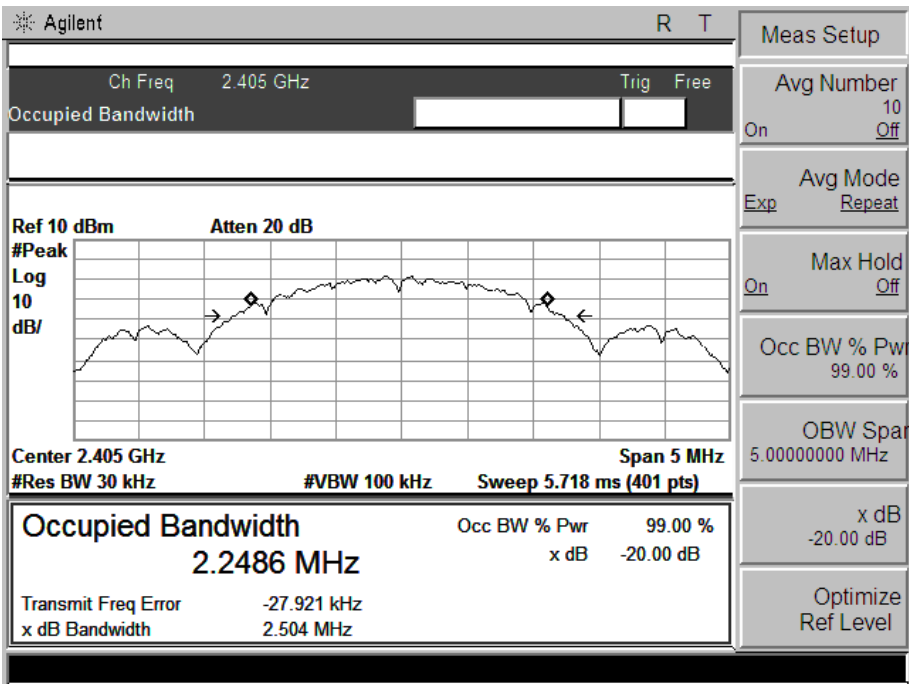 Agilent R T
Ch Freq 2.405 GHz Trig Free
Occupied Bandwidth
Ref 10 dBm Atten 20 dB
#Peak
Log
10
dB/
Center 2.405 GHz Span 5 MHz
#Res BW 30 kHz #VBW 100 kHz Sweep 5.718 ms (401 pts)
Occupied Bandwidth Occ BW % Pwr 99.00 %
2.2486 MHz x dB -20.00 dB
Transmit Freq Error -27.921 kHz
x dB Bandwidth 2.504 MHz
Meas Setup
Avg Number
10
On Off
Avg Mode
Exp Repeat
Max Hold
On Off
Occ BW % Pwr
99.00 %
OBW Span
5.00000000 MHz
x dB
-20.00 dB
Optimize
Ref Level